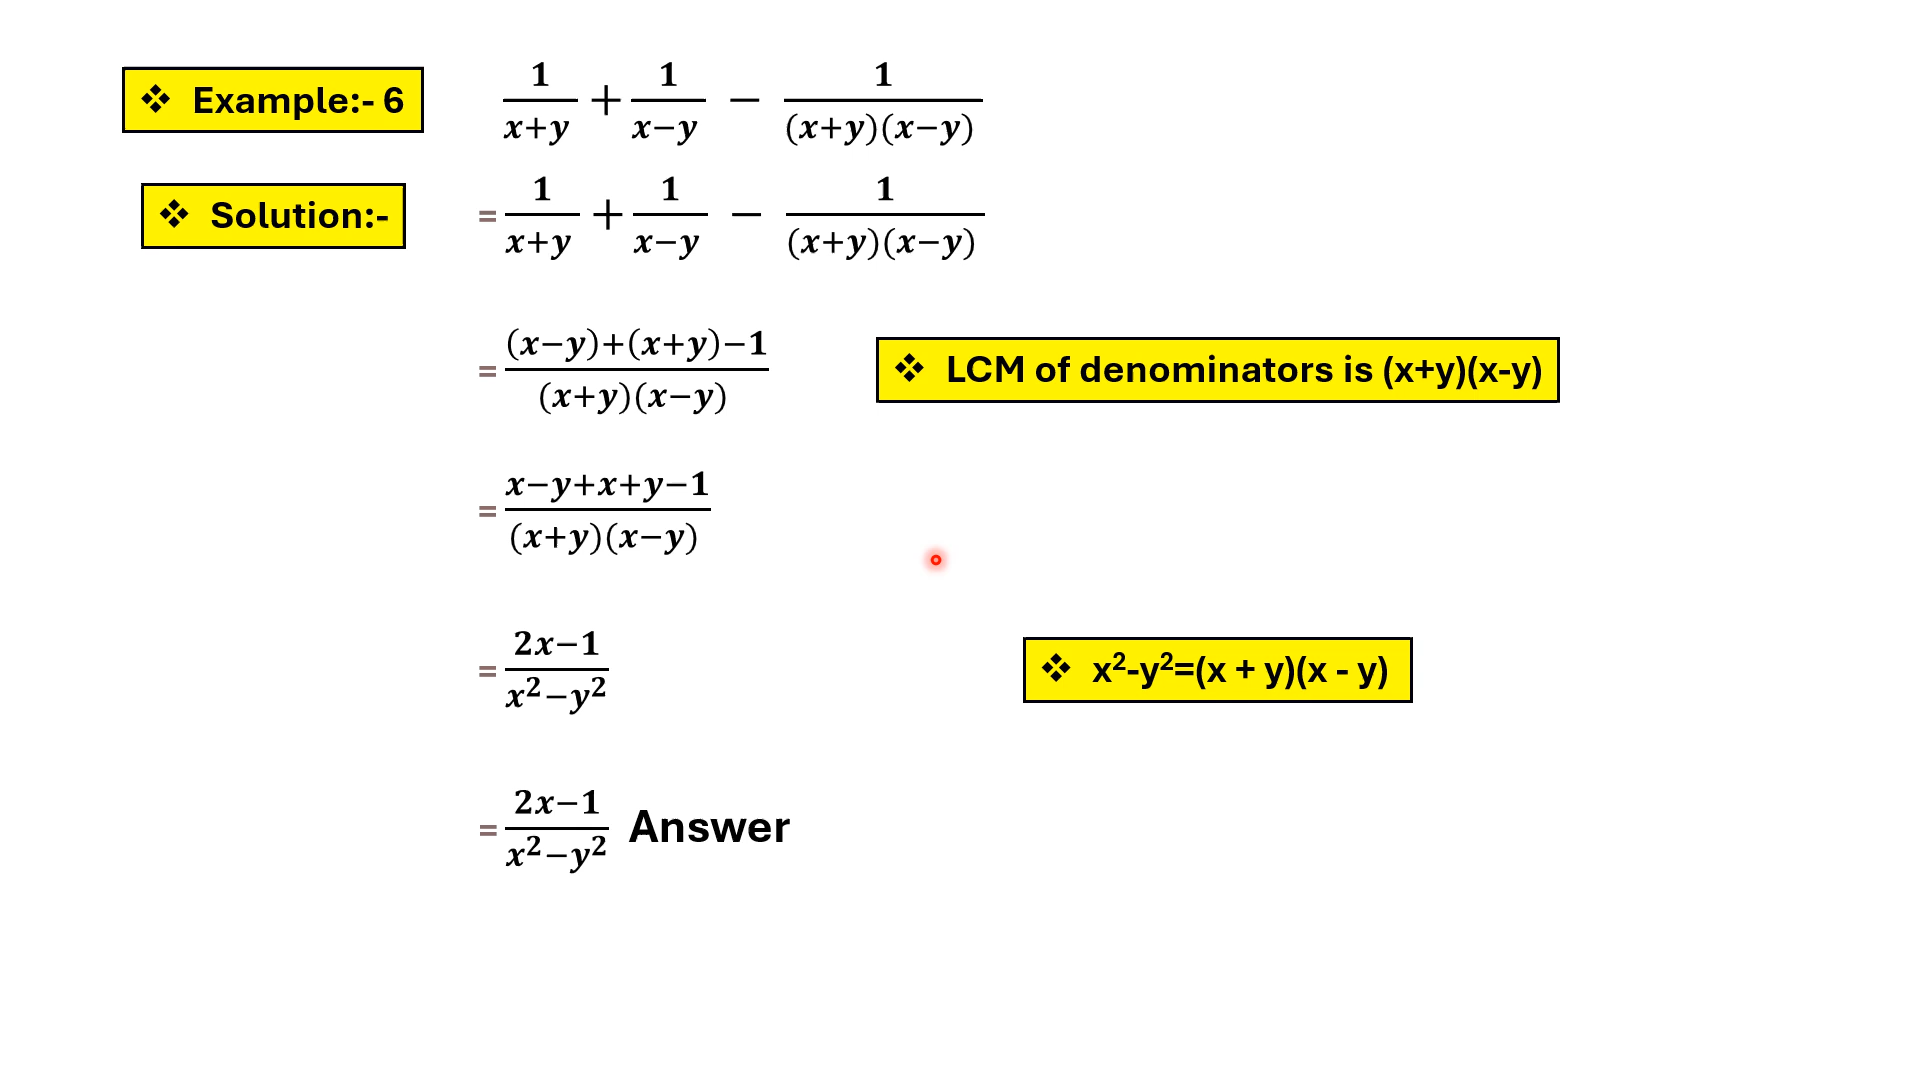 ❖ Example:- 6 1/(x+y) + 1/(x−y) − 1/((x+y)(x−y))
❖ Solution:- = 1/(x+y) + 1/(x−y) − 1/((x+y)(x−y))
= ((x−y)+(x+y)−1)/((x+y)(x−y)) ❖ LCM of denominators is (x+y)(x-y)
= (x−y+x+y−1)/((x+y)(x−y))
= (2x−1)/(x²−y²) ❖ x²-y²=(x + y)(x - y)
= (2x−1)/(x²−y²) Answer